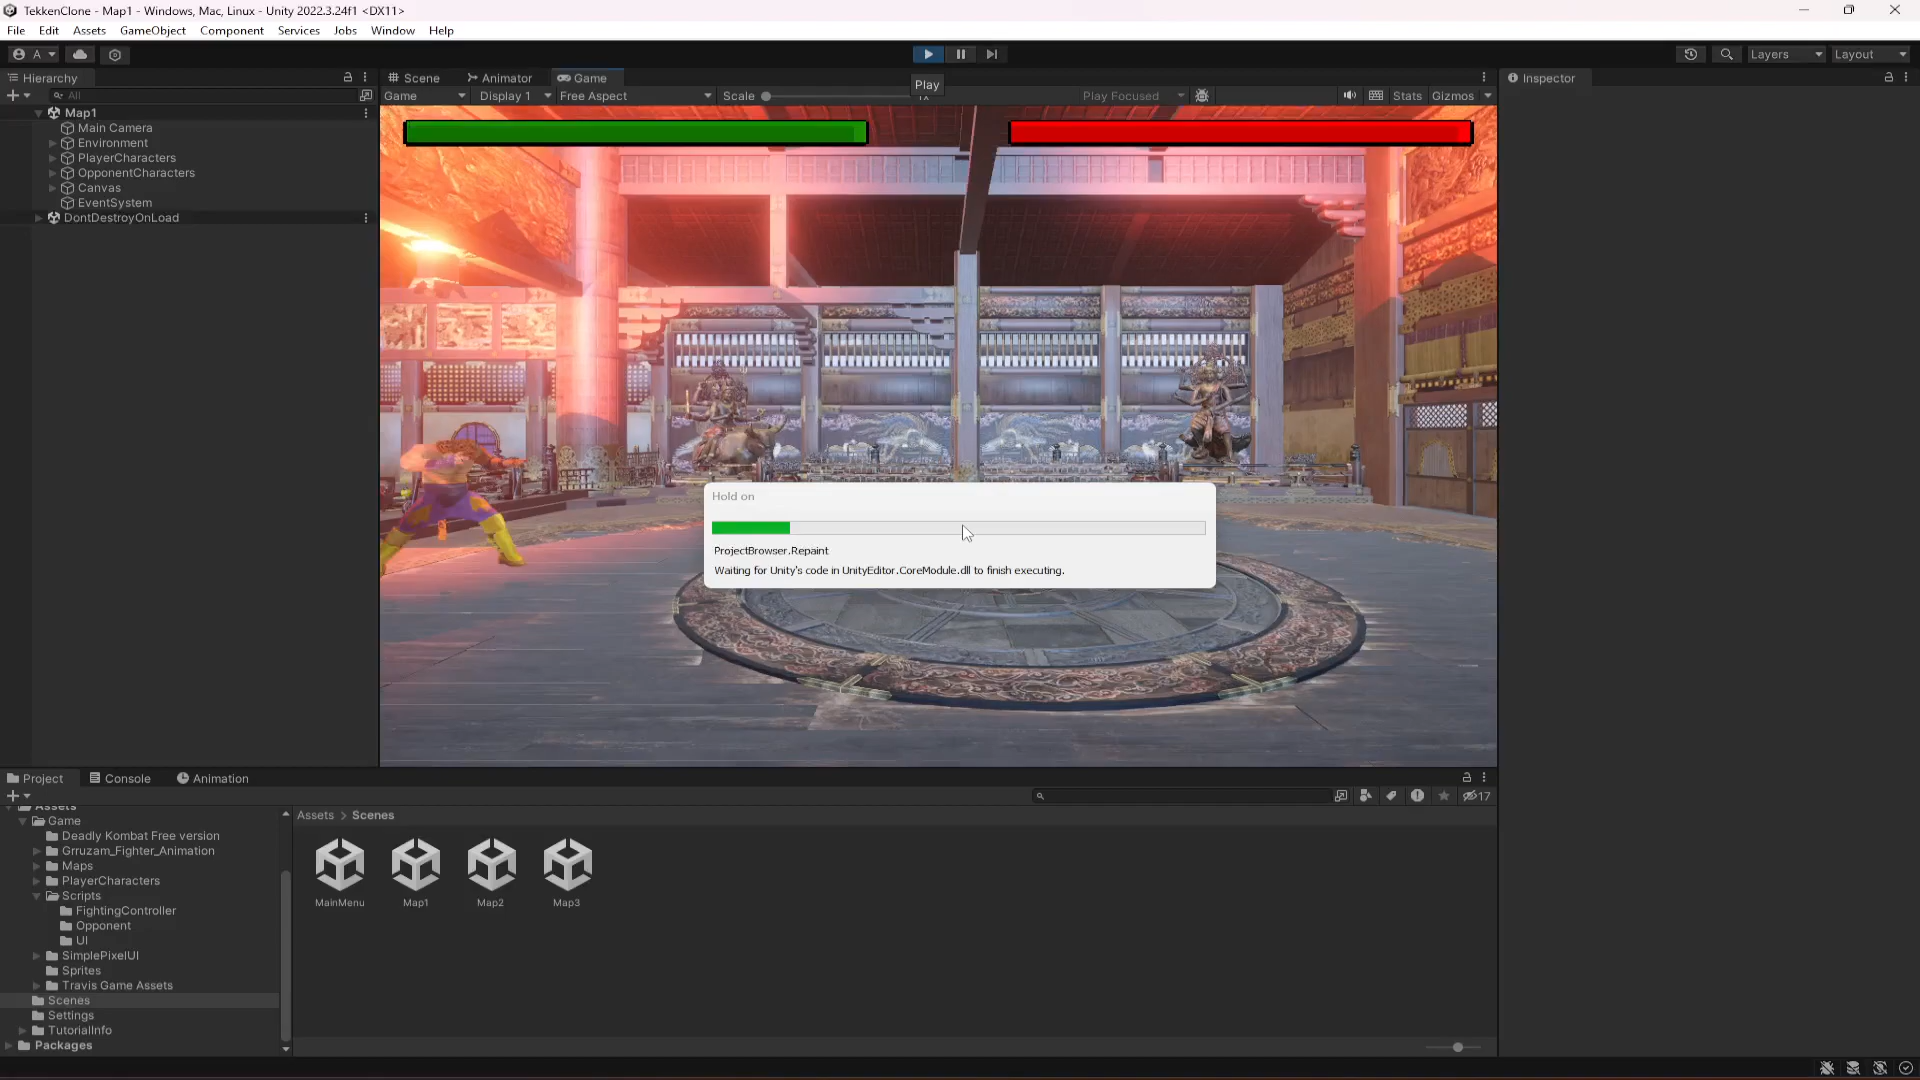 TekkenClone - Map1 - Windows, Mac, Linux - Unity 2022.3.24f1 <DX11>
File Edit Assets GameObject Component Services Jobs Window Help
A Layers Layout
Hierarchy Scene Animator Game Inspector
All Game Display 1 Free Aspect Scale 1x Play Focused Stats Gizmos
Play
Map1
Main Camera
Environment
PlayerCharacters
OpponentCharacters
Canvas
EventSystem
DontDestroyOnLoad
Hold on
ProjectBrowser.Repaint
Waiting for Unity's code in UnityEditor.CoreModule.dll to finish executing.
Project Console Animation
17
Assets
Game
Deadly Kombat Free version
Grruzam_Fighter_Animation
Maps
PlayerCharacters
Scripts
FightingController
Opponent
UI
SimplePixelUI
Sprites
Travis Game Assets
Scenes
Settings
TutorialInfo
Packages
Assets > Scenes
MainMenu Map1 Map2 Map3